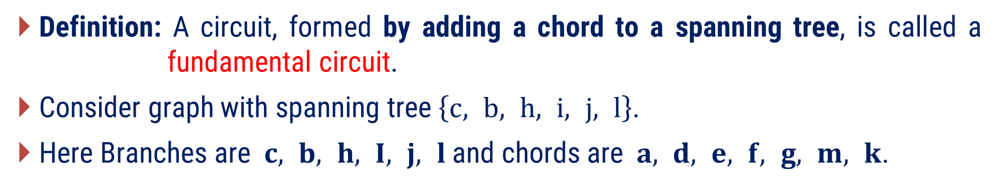 Definition: A circuit, formed by adding a chord to a spanning tree, is called a
fundamental circuit.
Consider graph with spanning tree {c, b, h, i, j, l}.
Here Branches are c, b, h, I, j, l and chords are a, d, e, f, g, m, k.